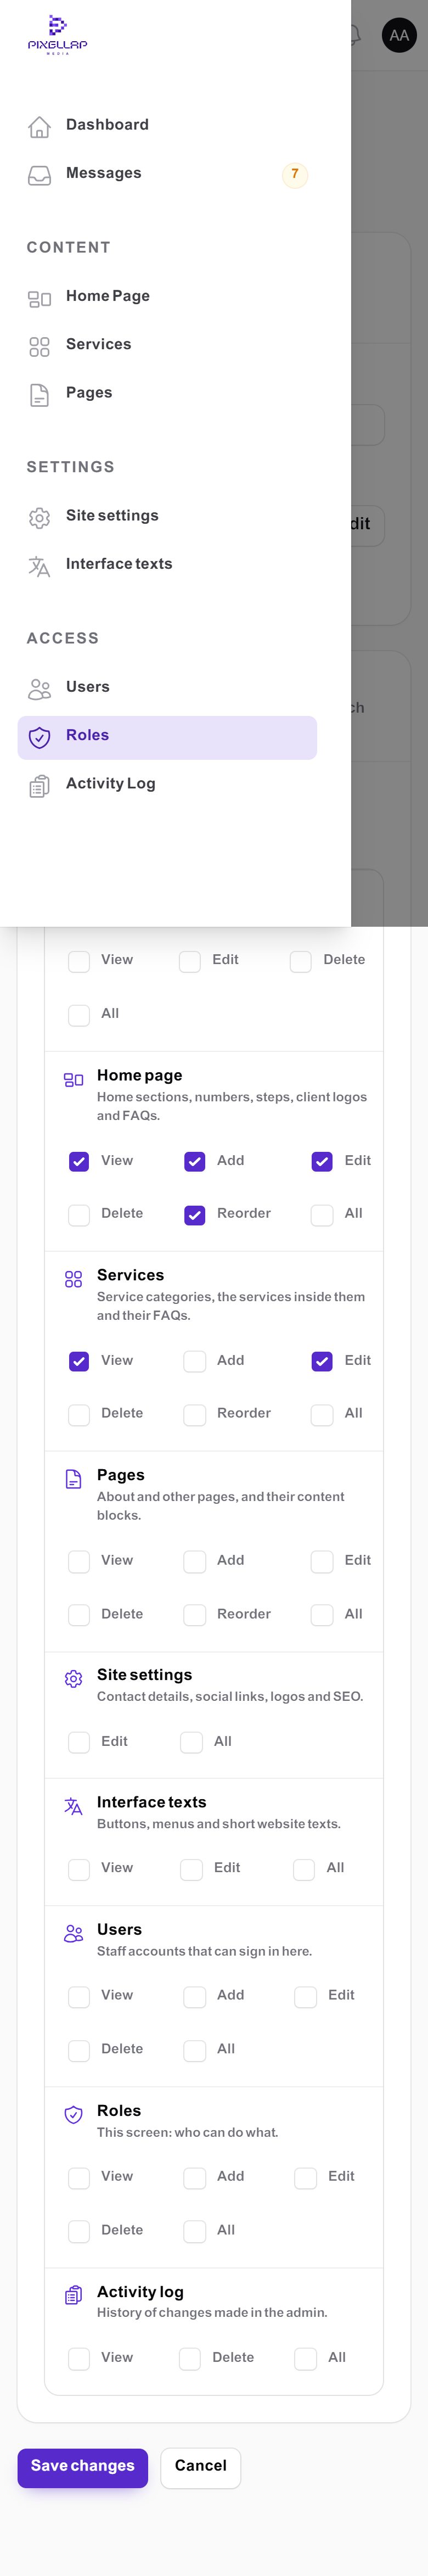 PIXELLAP
MEDIA
AA
Dashboard
Messages
7
CONTENT
Home Page
Services
Pages
SETTINGS
Site settings
dit
Interface texts
ACCESS
Users
ch
Roles
Activity Log
View Edit Delete
All
Home page
Home sections, numbers, steps, client logos
and FAQs.
View Add Edit
Delete Reorder All
Services
Service categories, the services inside them
and their FAQs.
View Add Edit
Delete Reorder All
Pages
About and other pages, and their content
blocks.
View Add Edit
Delete Reorder All
Site settings
Contact details, social links, logos and SEO.
Edit All
Interface texts
Buttons, menus and short website texts.
View Edit All
Users
Staff accounts that can sign in here.
View Add Edit
Delete All
Roles
This screen: who can do what.
View Add Edit
Delete All
Activity log
History of changes made in the admin.
View Delete All
Save changes Cancel